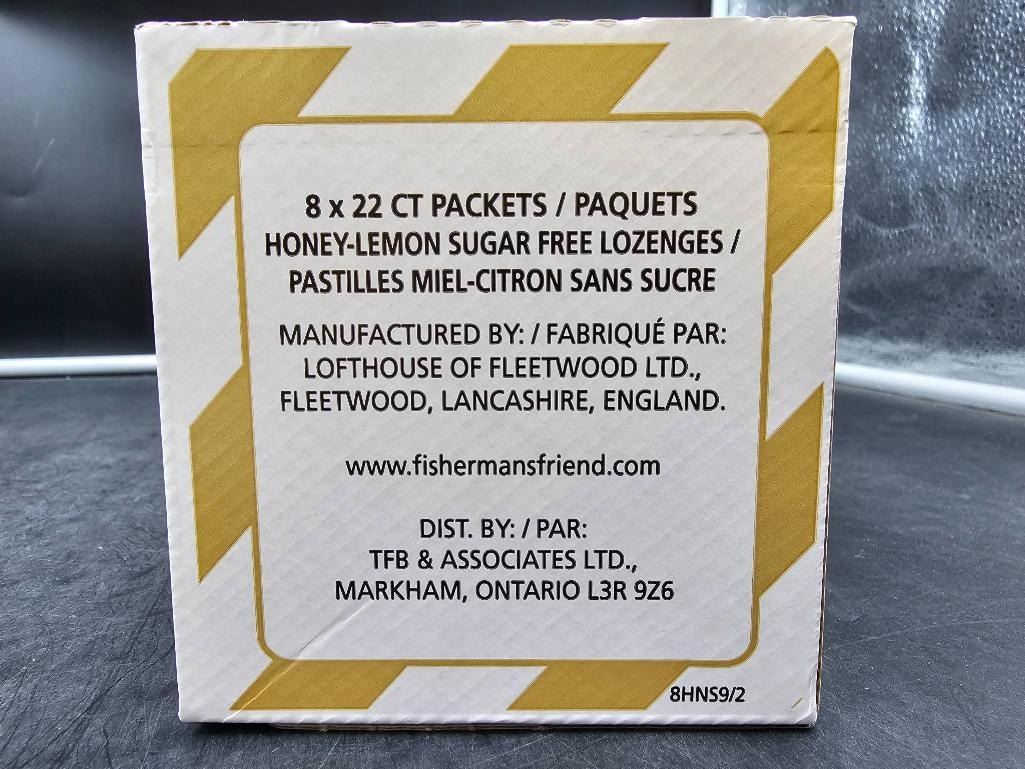 8 x 22 CT PACKETS / PAQUETS
HONEY-LEMON SUGAR FREE LOZENGES /
PASTILLES MIEL-CITRON SANS SUCRE
MANUFACTURED BY: / FABRIQUÉ PAR:
LOFTHOUSE OF FLEETWOOD LTD.,
FLEETWOOD, LANCASHIRE, ENGLAND.
www.fishermansfriend.com
DIST. BY: / PAR:
TFB & ASSOCIATES LTD.,
MARKHAM, ONTARIO L3R 9Z6
8HNS9/2